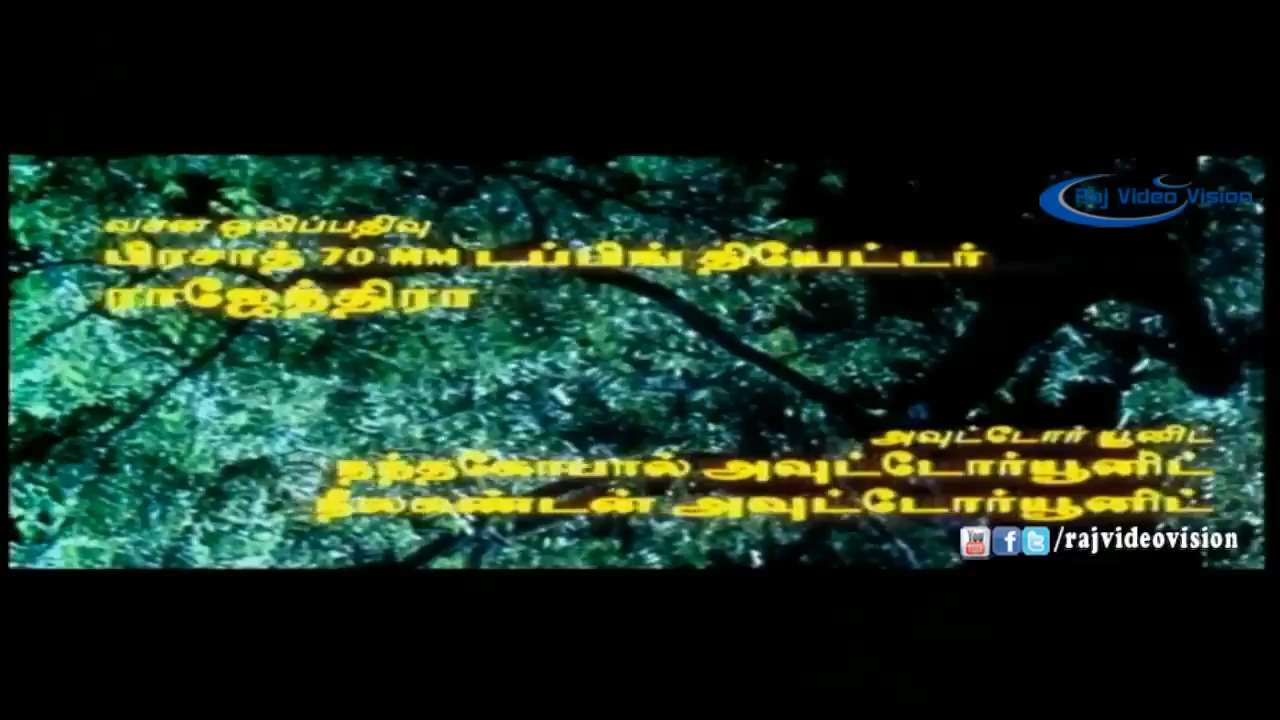 Raj Video Vision
வசன ஒலிப்பதிவு
பிரசாத் 70 MM டப்பிங் தியேட்டர்
ராஜேந்திரா
அவுட்டோர் யூனிட்
நந்தகோபால் அவுட்டோர்யூனிட்
நீலகண்டன் அவுட்டோர்யூனிட்
You f t /rajvideovision